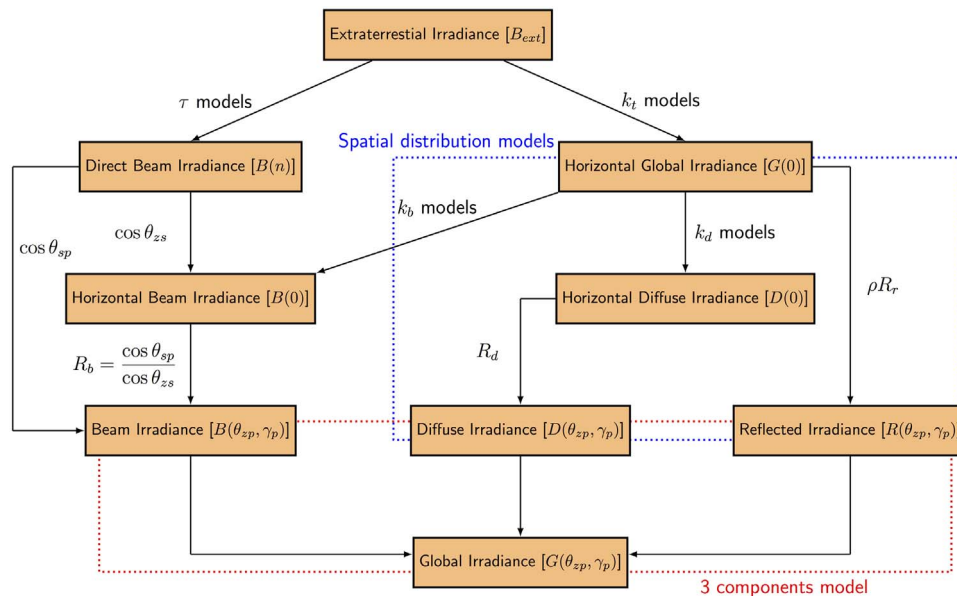 Extraterrestial Irradiance [B_ext]
τ models
k_t models
Spatial distribution models
Direct Beam Irradiance [B(n)]
Horizontal Global Irradiance [G(0)]
k_b models
cos θ_sp
cos θ_zs
k_d models
Horizontal Beam Irradiance [B(0)]
Horizontal Diffuse Irradiance [D(0)]
ρR_r
R_b = cos θ_sp / cos θ_zs
R_d
Beam Irradiance [B(θ_zp, γ_p)]
Diffuse Irradiance [D(θ_zp, γ_p)]
Reflected Irradiance [R(θ_zp, γ_p)]
Global Irradiance [G(θ_zp, γ_p)]
3 components model